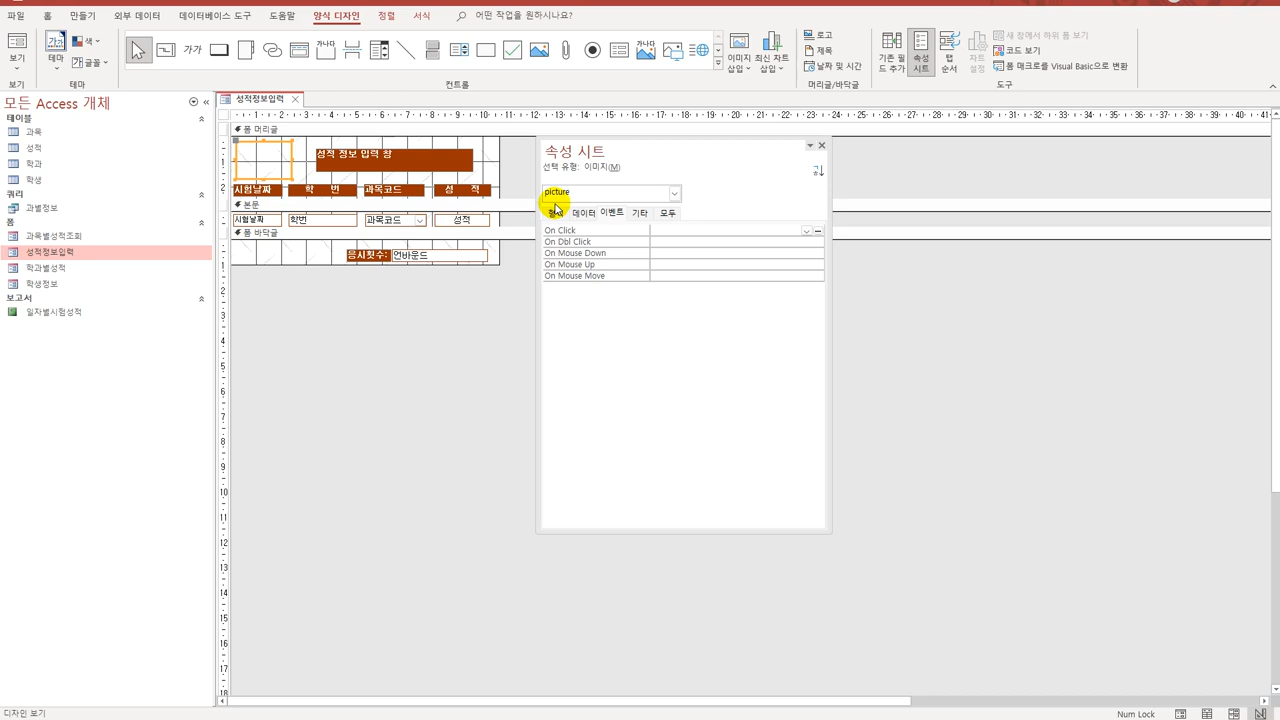 파일 홈 만들기 외부 데이터 데이터베이스 도구 도움말 양식 디자인 정렬 서식 어떤 작업을 원하시나요?
보기 테마 색 글꼴 가가 가나다 가나다 이미지 삽입 최신 차트 삽입 로고 제목 날짜 및 시간 기존 필드 추가 속성 시트 탭 순서 차트 설정 새 창에서 하위 폼 보기 코드 보기 폼 매크로를 Visual Basic으로 변환
보기 테마 컨트롤 머리글/바닥글 도구
모든 Access 개체
테이블
과목
성적
학과
학생
쿼리
과별정보
폼
과목별성적조회
성적정보입력
학과별성적
학생정보
보고서
일자별시험성적
성적정보입력
폼 머리글
성적 정보 입력 창
시험날짜 학 번 과목코드 성 적
본문
시험날짜 학번 과목코드 성적
폼 바닥글
응시횟수: 언바운드
속성 시트
선택 유형: 이미지(M)
picture
데이터 이벤트 기타 모두
On Click
On Dbl Click
On Mouse Down
On Mouse Up
On Mouse Move
디자인 보기
Num Lock